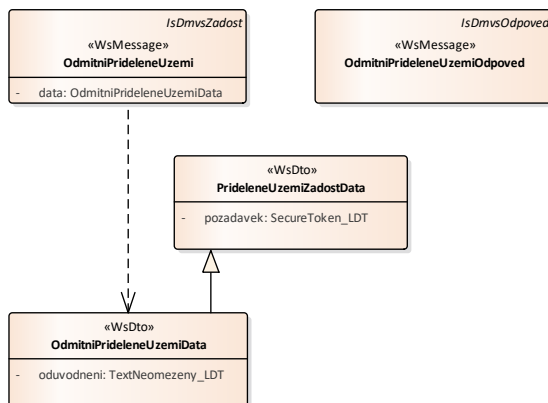 IsDmvsZadost
«WsMessage»
OdmitniPrideleneUzemi
- data: OdmitniPrideleneUzemiData
IsDmvsOdpoved
«WsMessage»
OdmitniPrideleneUzemiOdpoved
«WsDto»
PrideleneUzemiZadostData
- pozadavek: SecureToken_LDT
«WsDto»
OdmitniPrideleneUzemiData
- oduvodneni: TextNeomezeny_LDT